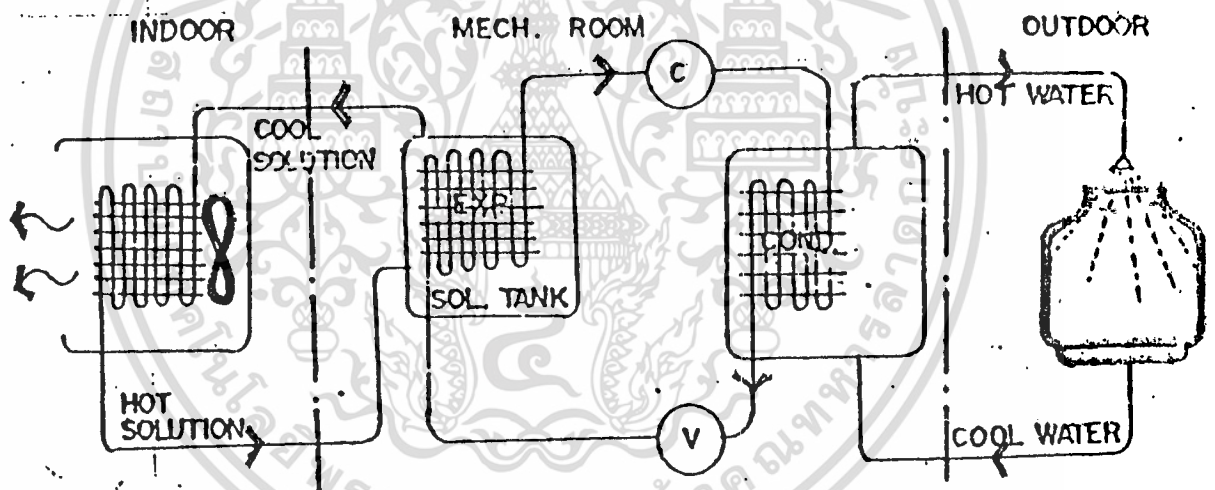 INDOOR
MECH. ROOM
OUTDOOR
C
HOT WATER
COOL
SOLUTION
EXP.
COND.
SOL. TANK
HOT
SOLUTION
V
COOL WATER